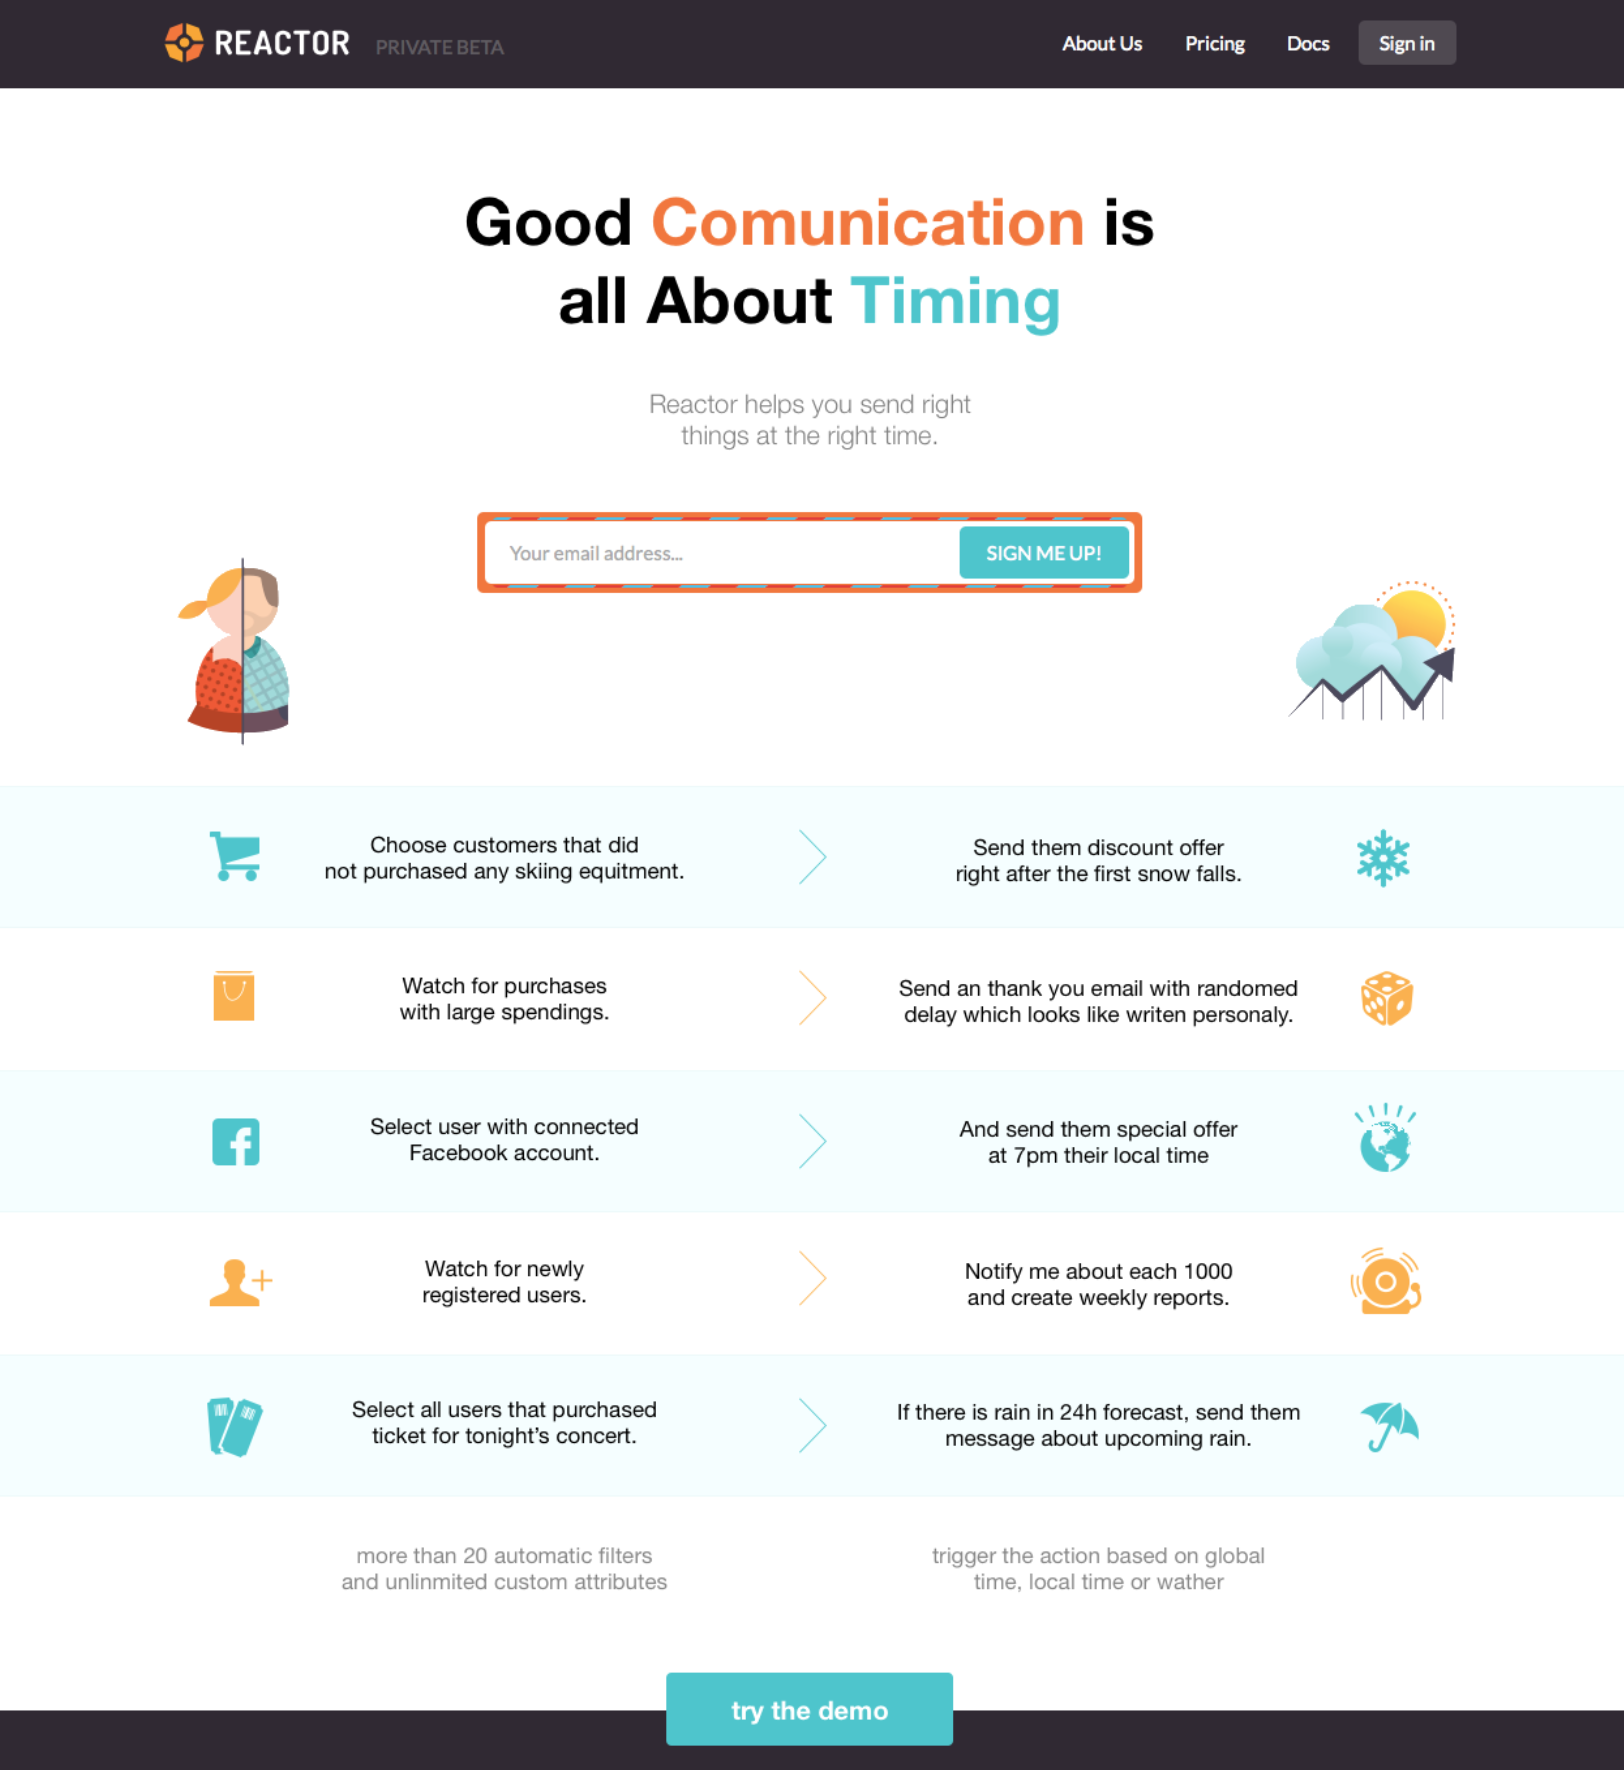 REACTOR PRIVATE BETA
About Us Pricing Docs Sign in
Good Comunication is
all About Timing
Reactor helps you send right
things at the right time.
Your email address... SIGN ME UP!
Choose customers that did
not purchased any skiing equitment.
Send them discount offer
right after the first snow falls.
Watch for purchases
with large spendings.
Send an thank you email with randomed
delay which looks like writen personaly.
Select user with connected
Facebook account.
And send them special offer
at 7pm their local time
Watch for newly
registered users.
Notify me about each 1000
and create weekly reports.
Select all users that purchased
ticket for tonight's concert.
If there is rain in 24h forecast, send them
message about upcoming rain.
more than 20 automatic filters
and unlinmited custom attributes
trigger the action based on global
time, local time or wather
try the demo